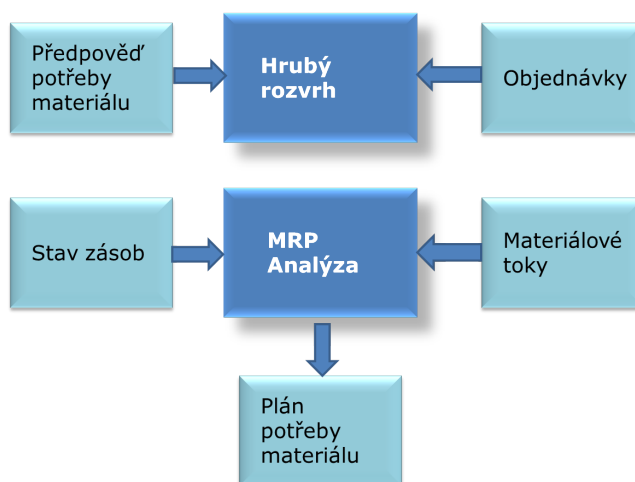 Předpověď
potřeby
materiálu
Hrubý
rozvrh
Objednávky
Stav zásob
MRP
Analýza
Materiálové
toky
Plán
potřeby
materiálu